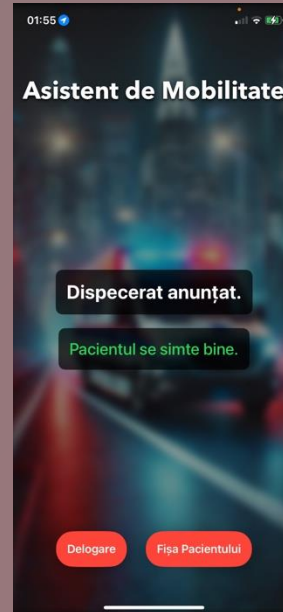 01:55
Asistent de Mobilitate
Dispecerat anunțat.
Pacientul se simte bine.
Delogare
Fișa Pacientului